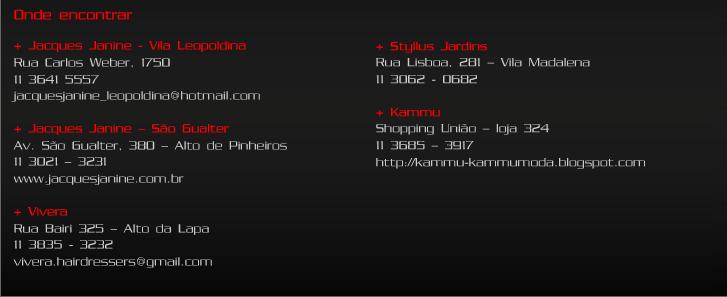 Onde encontrar
+ Jacques Janine - Vila Leopoldina
Rua Carlos Weber, 1750
11 3641 5557
jacquesjanine_leopoldina@hotmail.com
+ Jacques Janine – São Gualter
Av. São Gualter, 380 – Alto de Pinheiros
11 3021 – 3231
www.jacquesjanine.com.br
+ Vivera
Rua Bairi 325 – Alto da Lapa
11 3835 - 3232
vivera.hairdressers@gmail.com
+ Styllus Jardins
Rua Lisboa, 281 – Vila Madalena
11 3062 - 0682
+ Kammu
Shopping União – loja 324
11 3685 – 3917
http://kammu-kammumoda.blogspot.com